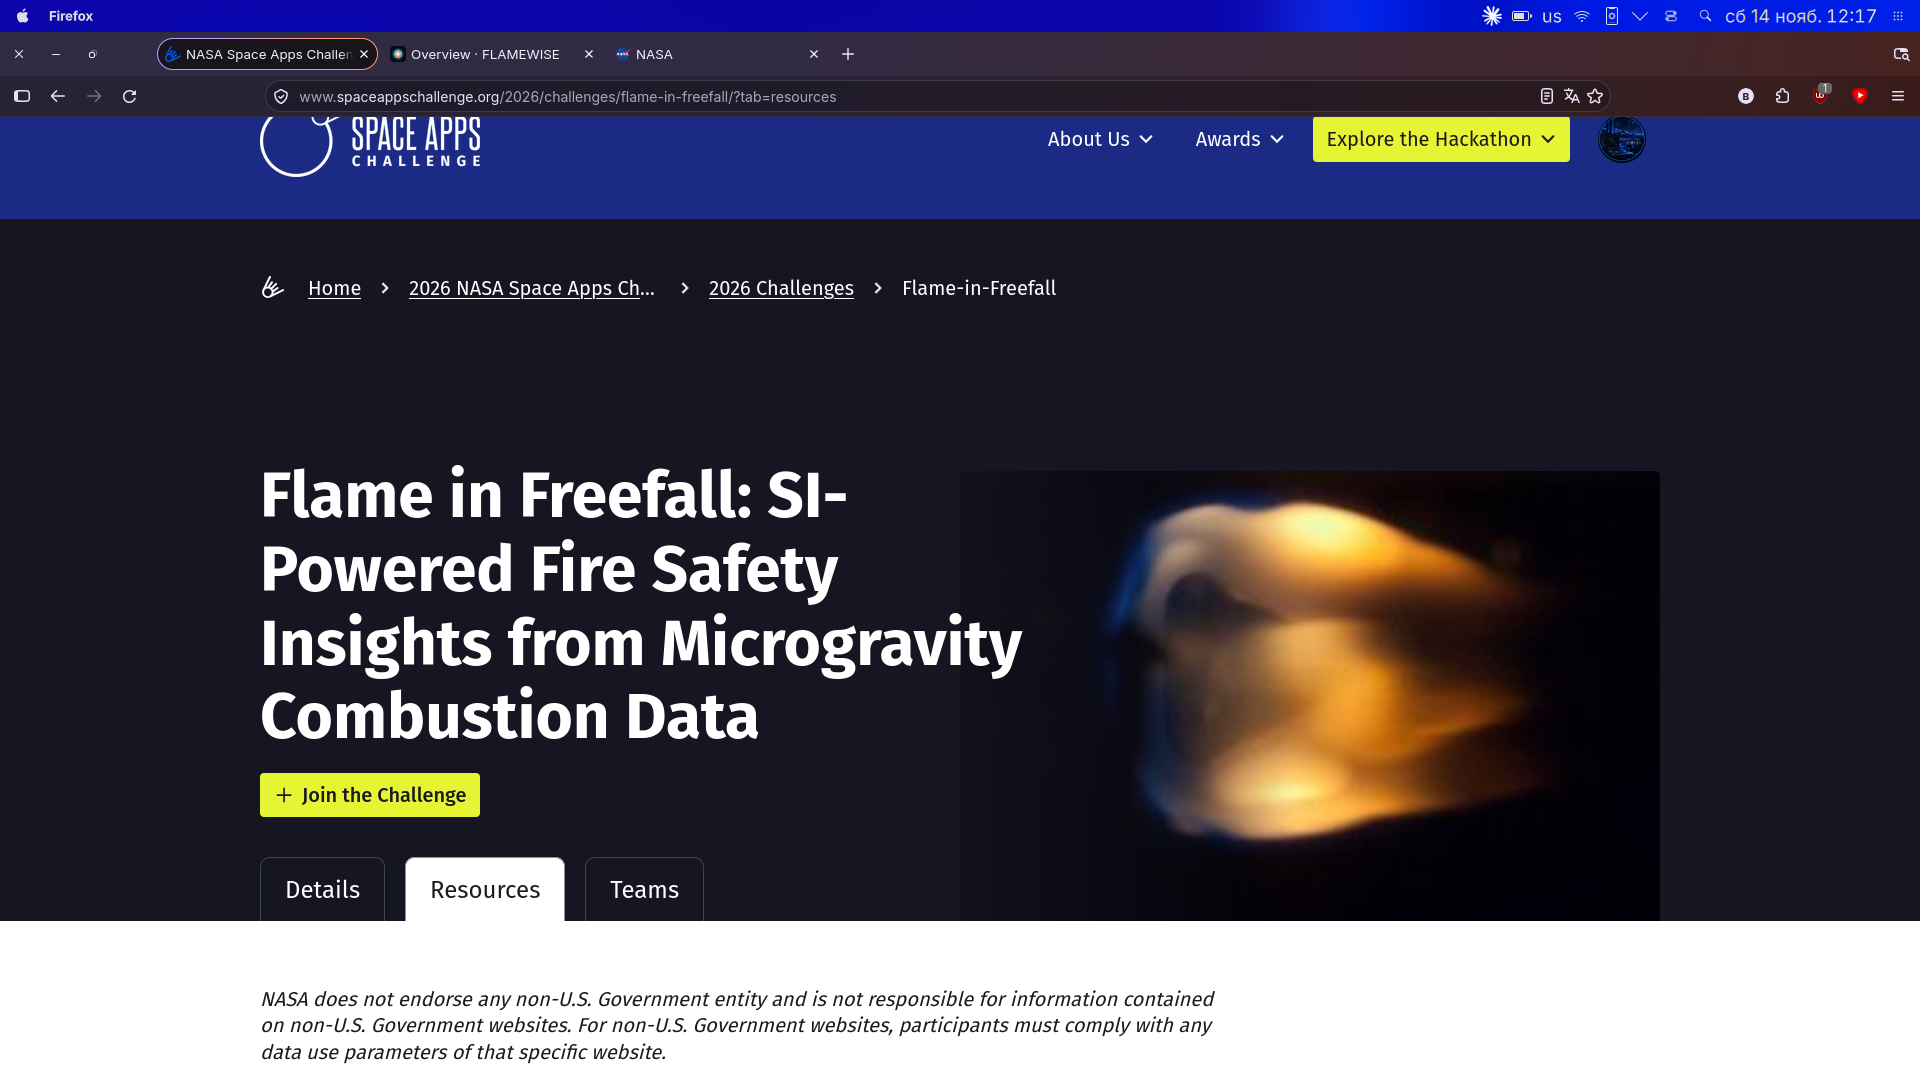 Firefox
us
сб 14 нояб. 12:17
NASA Space Apps Challen
Overview · FLAMEWISE
NASA
www.spaceappschallenge.org/2026/challenges/flame-in-freefall/?tab=resources
1
SPACE APPS
CHALLENGE
About Us
Awards
Explore the Hackathon
Home
2026 NASA Space Apps Ch...
2026 Challenges
Flame-in-Freefall
Flame in Freefall: SI-
Powered Fire Safety
Insights from Microgravity
Combustion Data
Join the Challenge
Details
Resources
Teams
NASA does not endorse any non-U.S. Government entity and is not responsible for information contained
on non-U.S. Government websites. For non-U.S. Government websites, participants must comply with any
data use parameters of that specific website.